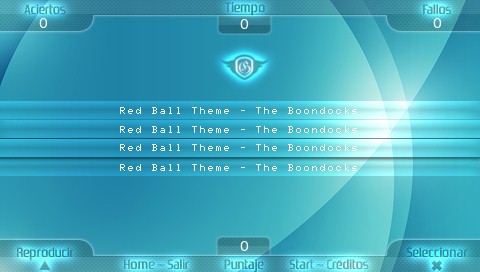 Aciertos Tiempo Fallos
0 0 0
Red Ball Theme - The Boondocks
Red Ball Theme - The Boondocks
Red Ball Theme - The Boondocks
Red Ball Theme - The Boondocks
0
Reproducir Seleccionar
Home - Salir Puntaje Start - Créditos